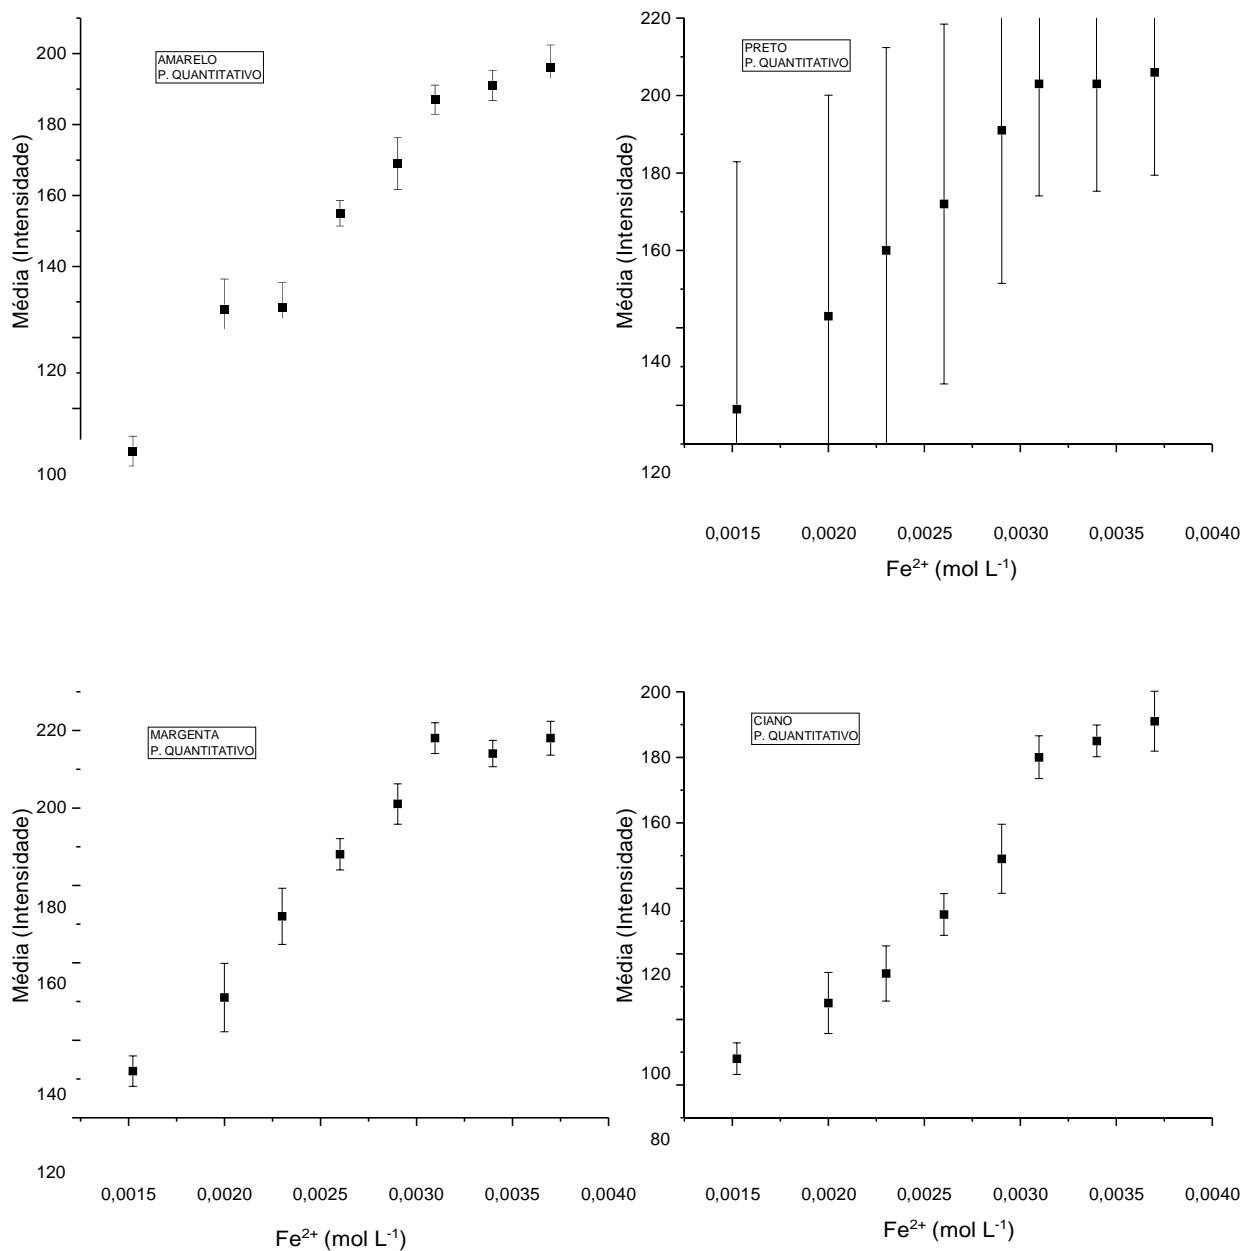 AMARELO
P. QUANTITATIVO
Média (Intensidade)
200
180
160
140
120
100
PRETO
P. QUANTITATIVO
Média (Intensidade)
220
200
180
160
140
120
0,0015 0,0020 0,0025 0,0030 0,0035 0,0040
Fe²⁺ (mol L⁻¹)
MARGENTA
P. QUANTITATIVO
Média (Intensidade)
220
200
180
160
140
120
0,0015 0,0020 0,0025 0,0030 0,0035 0,0040
Fe²⁺ (mol L⁻¹)
CIANO
P. QUANTITATIVO
Média (Intensidade)
200
180
160
140
120
100
80
0,0015 0,0020 0,0025 0,0030 0,0035 0,0040
Fe²⁺ (mol L⁻¹)